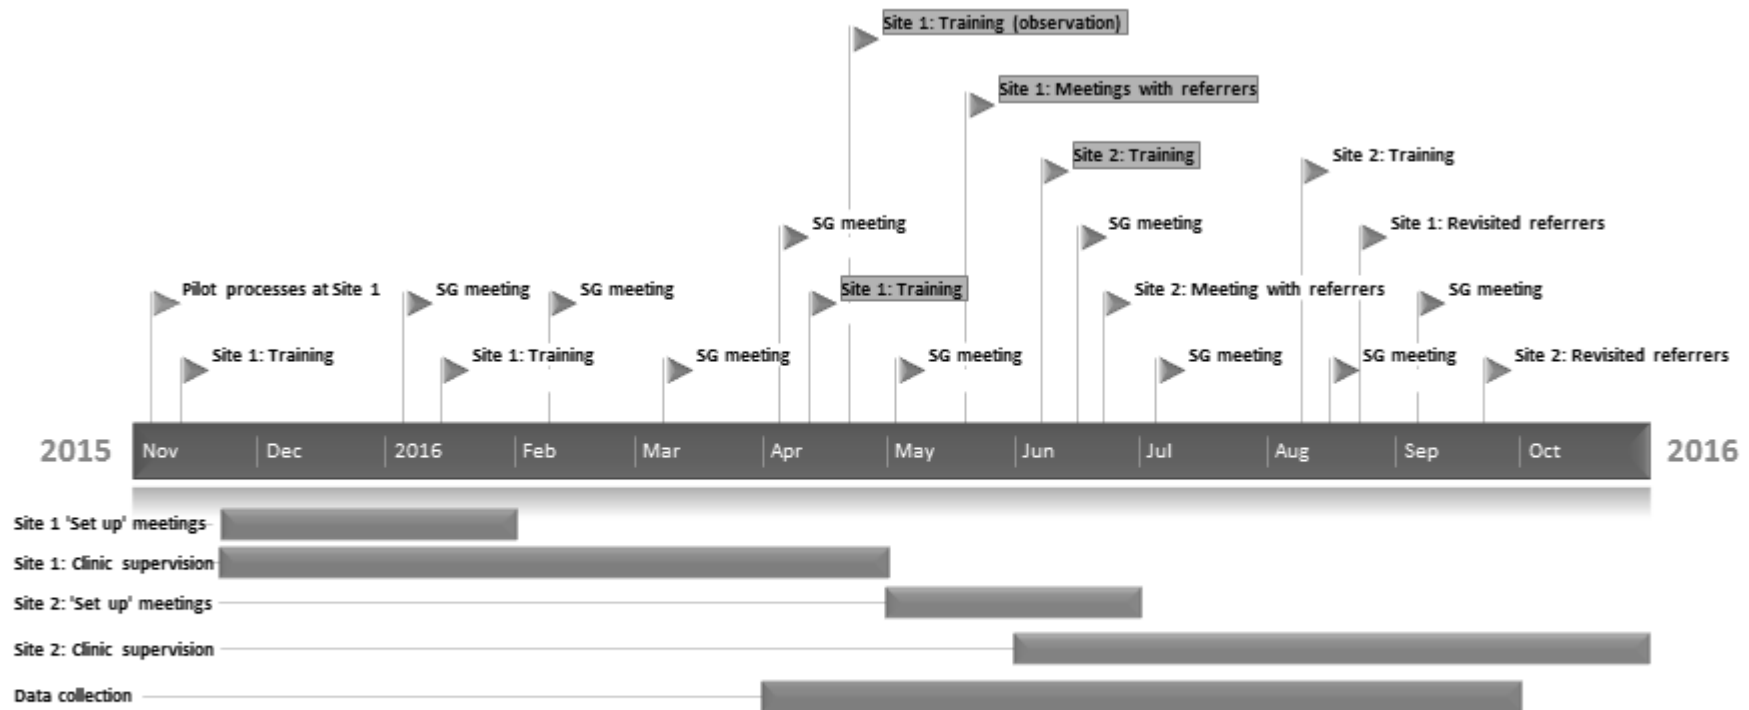 Site 1: Training (observation)
Site 1: Meetings with referrers
Site 2: Training
Site 2: Training
SG meeting
SG meeting
Site 1: Revisited referrers
Pilot processes at Site 1
SG meeting
SG meeting
Site 1: Training
Site 2: Meeting with referrers
SG meeting
Site 1: Training
Site 1: Training
SG meeting
SG meeting
SG meeting
SG meeting
Site 2: Revisited referrers
2015
Nov
Dec
2016
Feb
Mar
Apr
May
Jun
Jul
Aug
Sep
Oct
2016
Site 1 'Set up' meetings
Site 1: Clinic supervision
Site 2: 'Set up' meetings
Site 2: Clinic supervision
Data collection